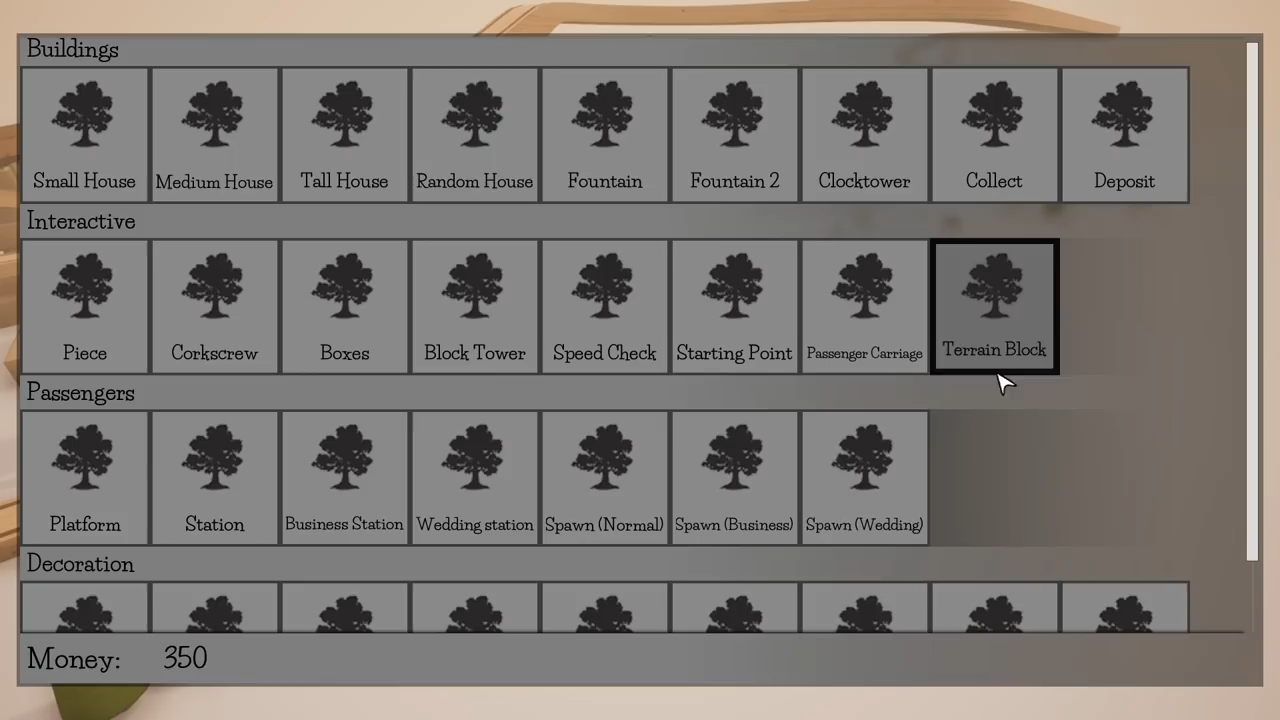 Buildings
Small House Medium House Tall House Random House Fountain Fountain 2 Clocktower Collect Deposit
Interactive
Piece Corkscrew Boxes Block Tower Speed Check Starting Point Passenger Carriage Terrain Block
Passengers
Platform Station Business Station Wedding station Spawn (Normal) Spawn (Business) Spawn (Wedding)
Decoration
Money: 350